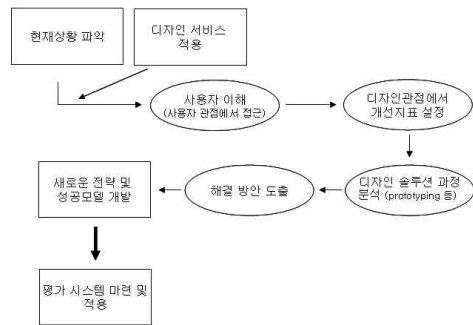 현재상황 파악
디자인 서비스
적용
사용자 이해
(사용자 관점에서 접근)
디자인관점에서
개선지표 설정
디자인 솔루션 과정
분석 (prototyping 등)
해결 방안 도출
새로운 전략 및
성공모델 개발
평가 시스템 마련 및
적용